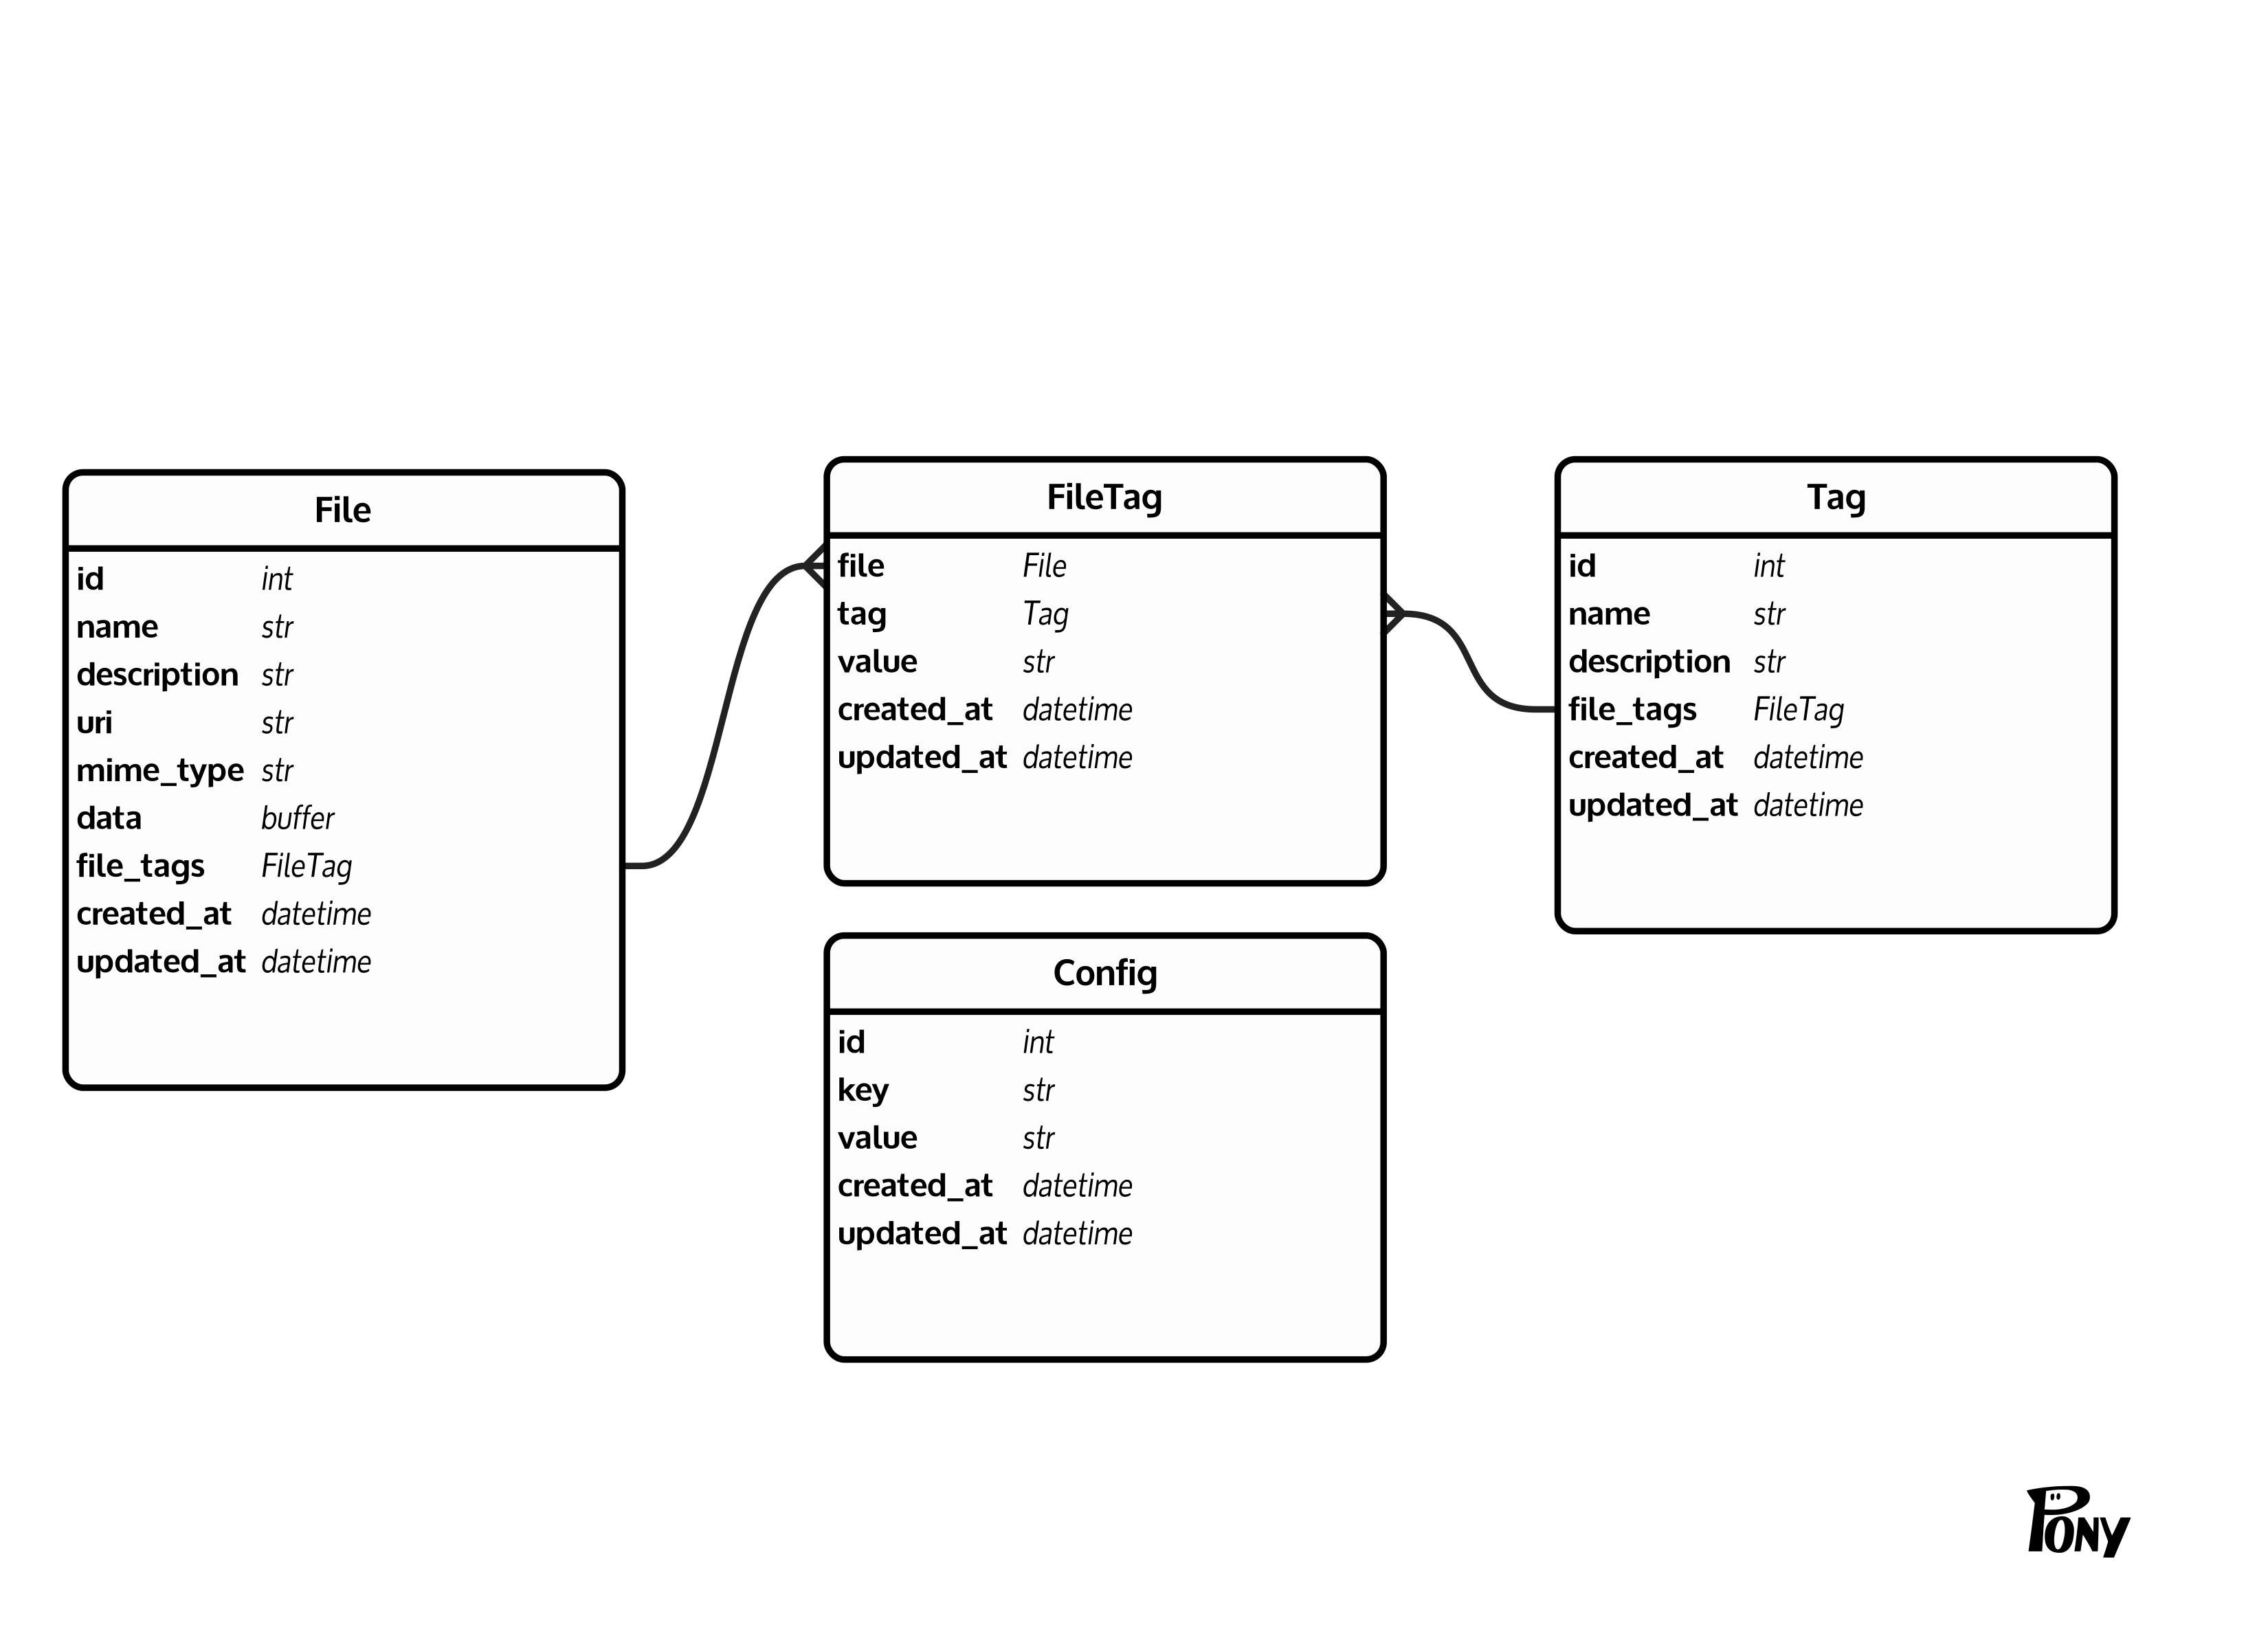 File
id int
name str
description str
uri str
mime_type str
data buffer
file_tags FileTag
created_at datetime
updated_at datetime
FileTag
file File
tag Tag
value str
created_at datetime
updated_at datetime
Tag
id int
name str
description str
file_tags FileTag
created_at datetime
updated_at datetime
Config
id int
key str
value str
created_at datetime
updated_at datetime
PONY